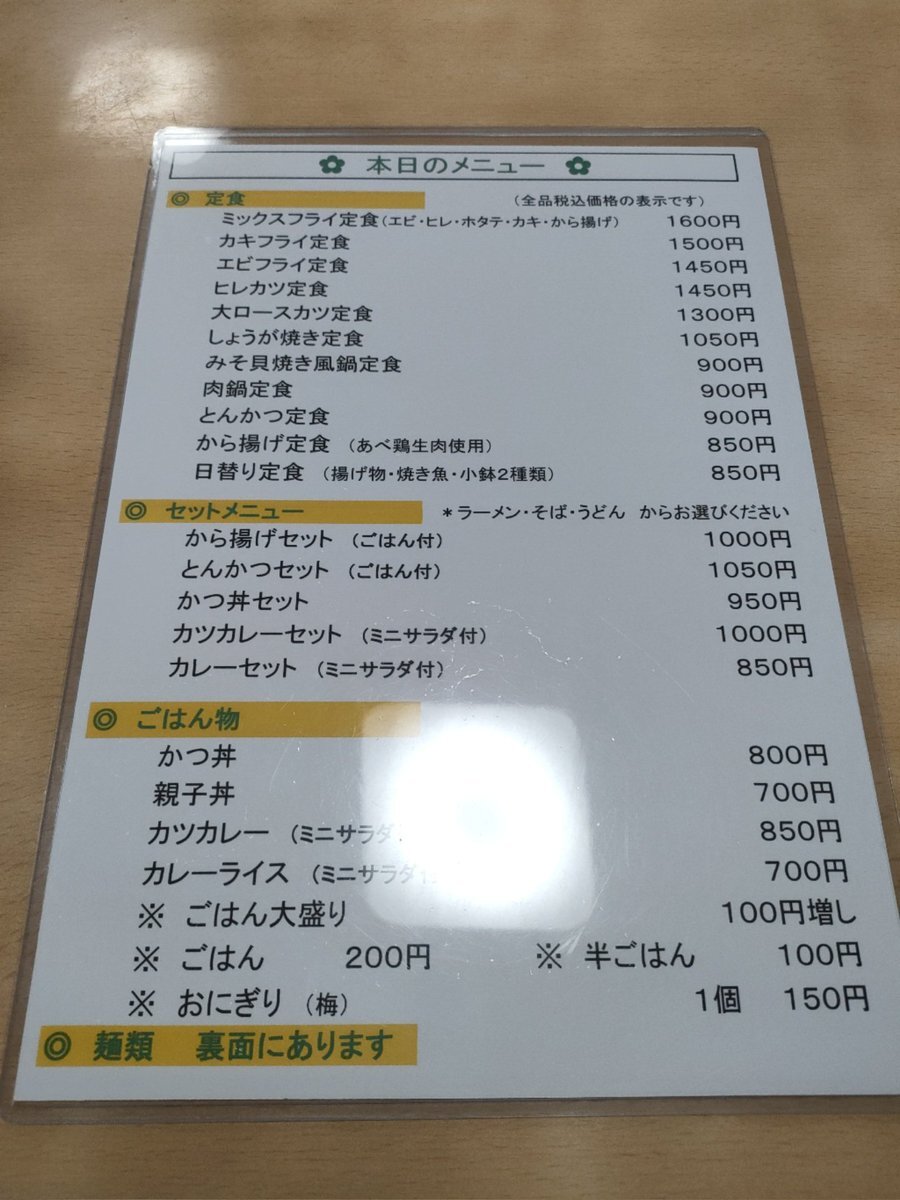 ✿ 本日のメニュー ✿
◎ 定食 (全品税込価格の表示です)
ミックスフライ定食(エビ・ヒレ・ホタテ・カキ・から揚げ) 1600円
カキフライ定食 1500円
エビフライ定食 1450円
ヒレカツ定食 1450円
大ロースカツ定食 1300円
しょうが焼き定食 1050円
みそ貝焼き風鍋定食 900円
肉鍋定食 900円
とんかつ定食 900円
から揚げ定食 (あべ鶏生肉使用) 850円
日替り定食 (揚げ物・焼き魚・小鉢2種類) 850円
◎ セットメニュー *ラーメン・そば・うどん からお選びください
から揚げセット (ごはん付) 1000円
とんかつセット (ごはん付) 1050円
かつ丼セット 950円
カツカレーセット (ミニサラダ付) 1000円
カレーセット (ミニサラダ付) 850円
◎ ごはん物
かつ丼 800円
親子丼 700円
カツカレー (ミニサラダ 850円
カレーライス (ミニサラダ付 700円
※ ごはん大盛り 100円増し
※ ごはん 200円 ※ 半ごはん 100円
※ おにぎり (梅) 1個 150円
◎ 麺類 裏面にあります